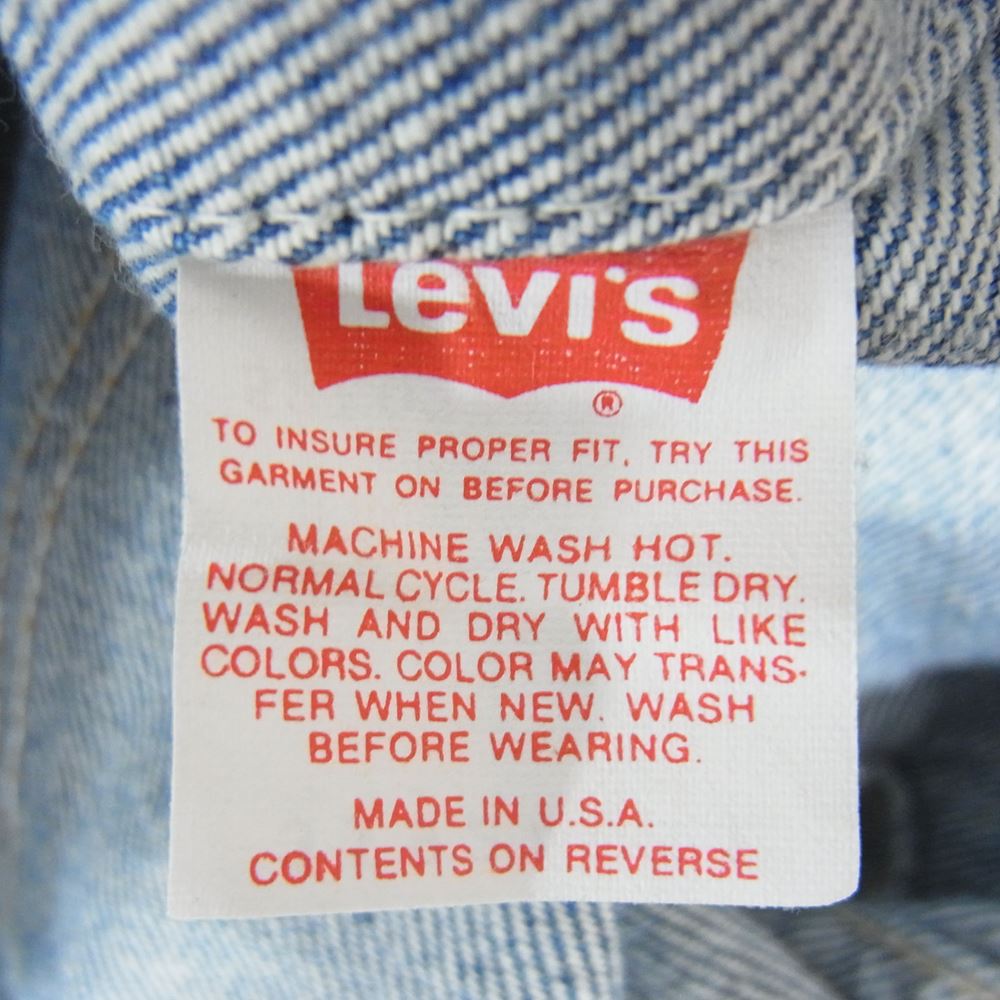 Levi's
®
TO INSURE PROPER FIT, TRY THIS
GARMENT ON BEFORE PURCHASE.
MACHINE WASH HOT.
NORMAL CYCLE. TUMBLE DRY.
WASH AND DRY WITH LIKE
COLORS. COLOR MAY TRANS-
FER WHEN NEW. WASH
BEFORE WEARING.
MADE IN U.S.A.
CONTENTS ON REVERSE